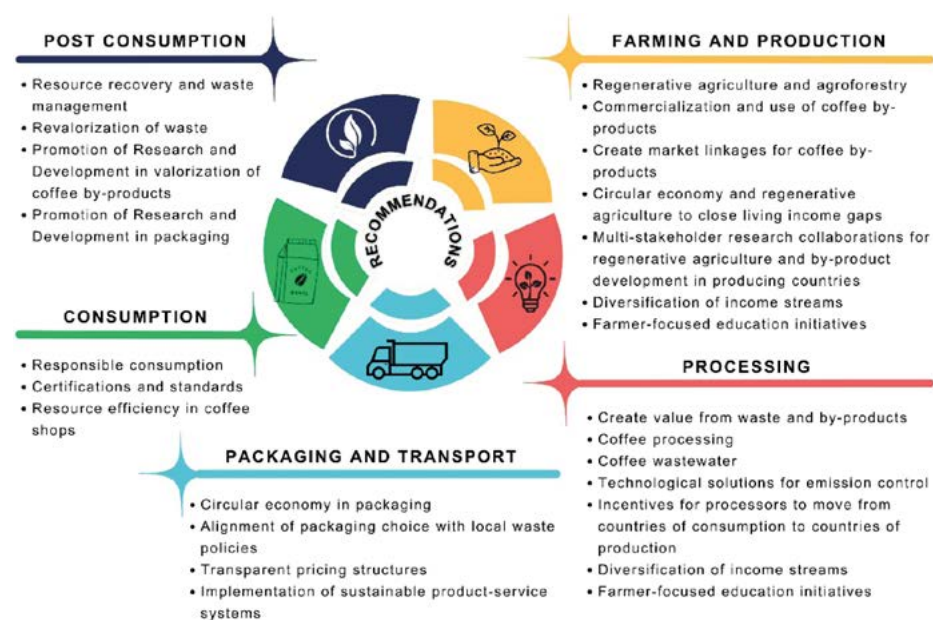 POST CONSUMPTION
• Resource recovery and waste
management
• Revalorization of waste
• Promotion of Research and
Development in valorization of
coffee by-products
• Promotion of Research and
Development in packaging
FARMING AND PRODUCTION
• Regenerative agriculture and agroforestry
• Commercialization and use of coffee by-
products
• Create market linkages for coffee by-
products
• Circular economy and regenerative
agriculture to close living income gaps
• Multi-stakeholder research collaborations for
regenerative agriculture and by-product
development in producing countries
• Diversification of income streams
• Farmer-focused education initiatives
RECOMMENDATIONS
COFFEE
CONSUMPTION
• Responsible consumption
• Certifications and standards
• Resource efficiency in coffee
shops
PROCESSING
• Create value from waste and by-products
• Coffee processing
• Coffee wastewater
• Technological solutions for emission control
• Incentives for processors to move from
countries of consumption to countries of
production
• Diversification of income streams
• Farmer-focused education initiatives
PACKAGING AND TRANSPORT
• Circular economy in packaging
• Alignment of packaging choice with local waste
policies
• Transparent pricing structures
• Implementation of sustainable product-service
systems